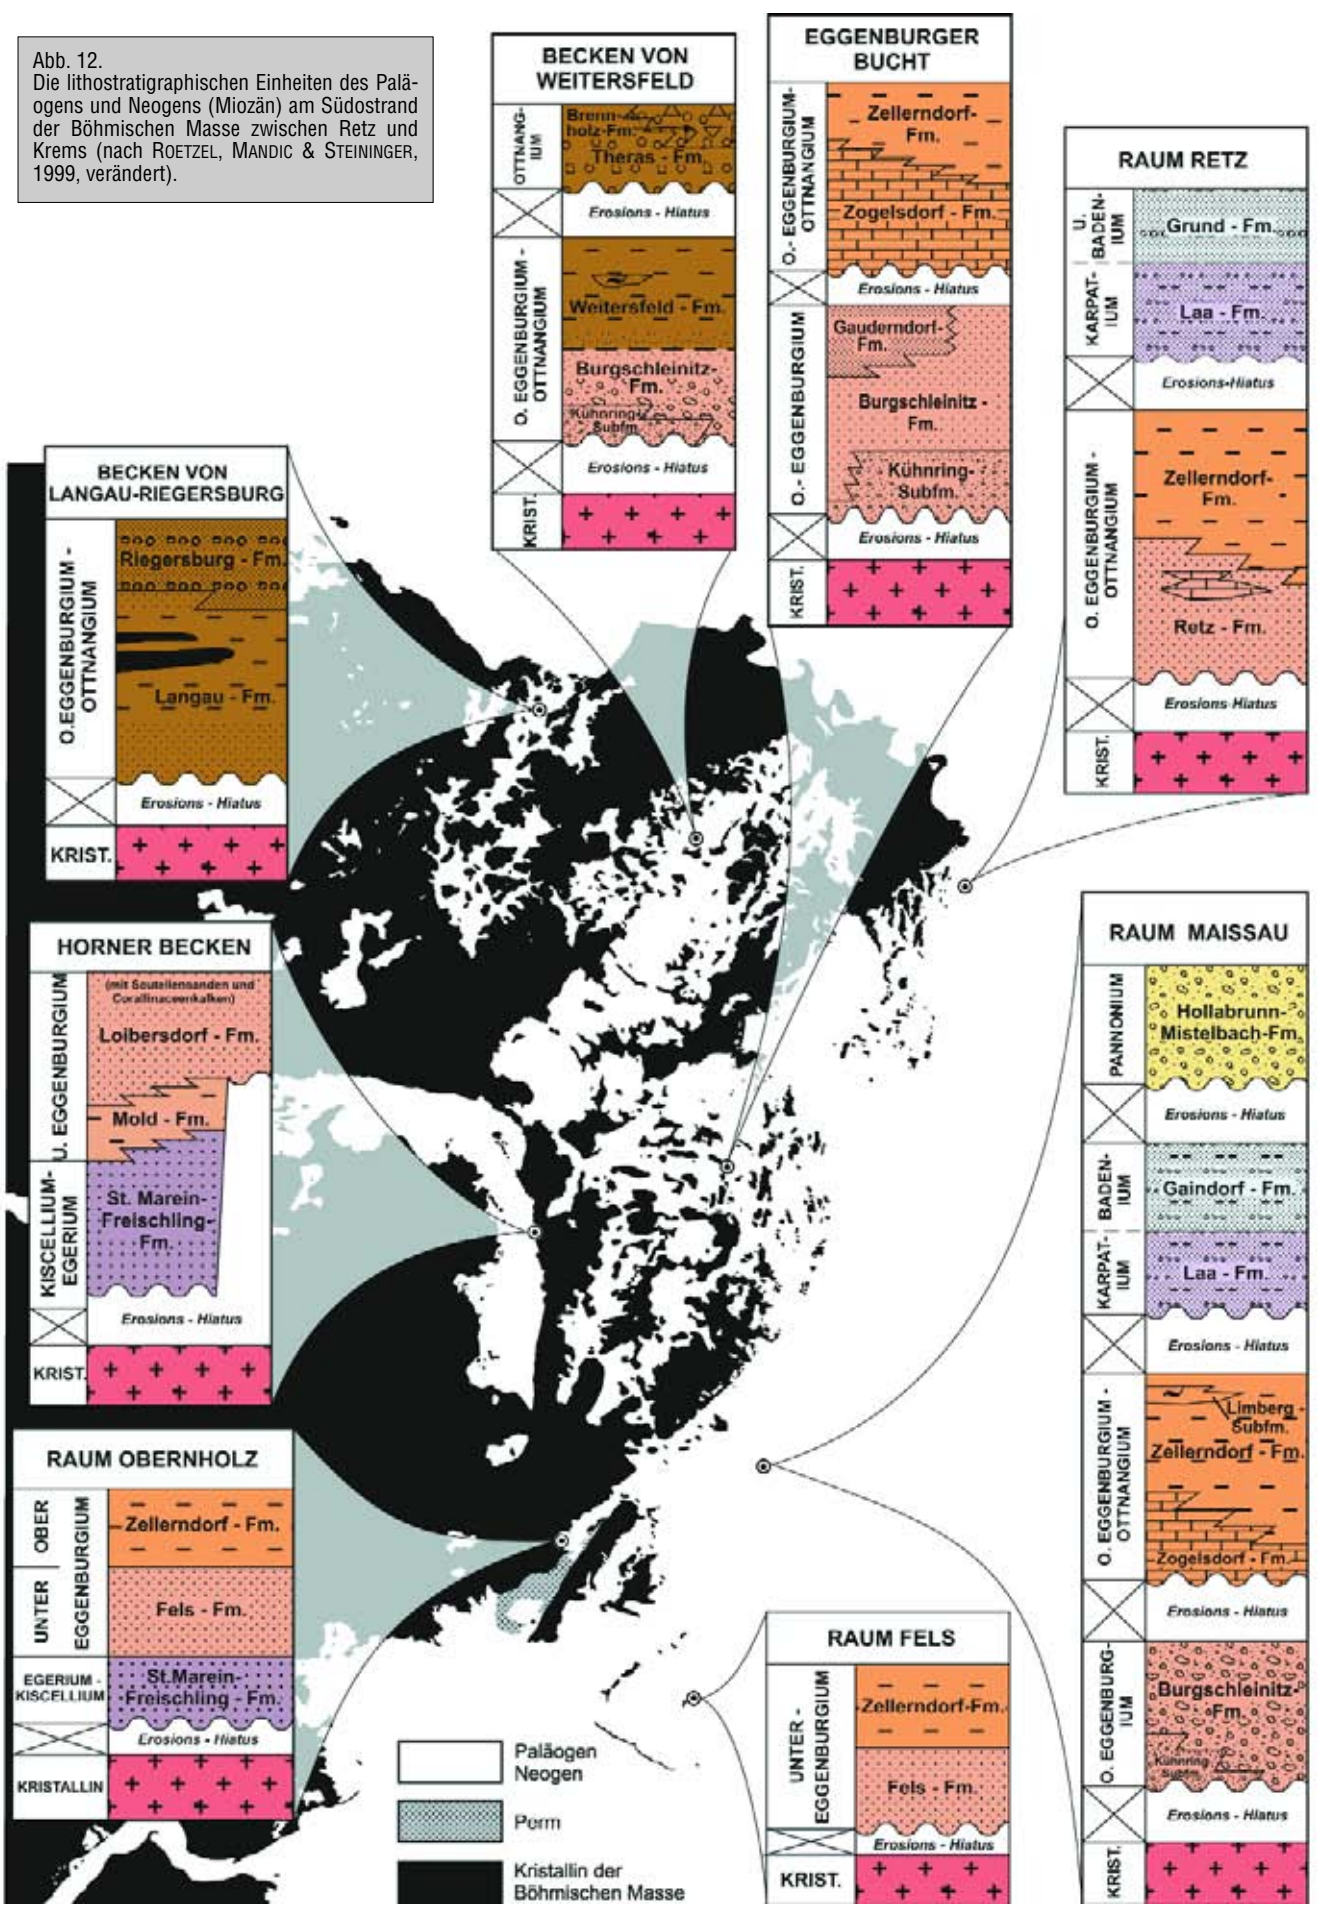 Abb. 12.
Die lithostratigraphischen Einheiten des Palä-
ogens und Neogens (Miozän) am Südostrand
der Böhmischen Masse zwischen Retz und
Krems (nach ROETZEL, MANDIC & STEININGER,
1999, verändert).
BECKEN VON
WEITERSFELD
OTTNANG-
IUM
Brenn-
holz-Fm.
Theras - Fm.
Erosions - Hiatus
O. EGGENBURGIUM -
OTTNANGIUM
Weitersfeld - Fm.
Burgschleinitz-
Fm.
Kühnring-
Subfm.
Erosions - Hiatus
KRIST.
EGGENBURGER
BUCHT
O.- EGGENBURGIUM-
OTTNANGIUM
Zellerndorf-
Fm.
Zogelsdorf - Fm.
Erosions - Hiatus
O.- EGGENBURGIUM
Gauderndorf-
Fm.
Burgschleinitz -
Fm.
Kühnring-
Subfm.
Erosions - Hiatus
KRIST.
RAUM RETZ
U.
BADEN-
IUM
Grund - Fm.
KARPAT-
IUM
Laa - Fm.
Erosions-Hiatus
O. EGGENBURGIUM -
OTTNANGIUM
Zellerndorf-
Fm.
Retz - Fm.
Erosions-Hiatus
KRIST.
BECKEN VON
LANGAU-RIEGERSBURG
O.EGGENBURGIUM -
OTTNANGIUM
Riegersburg - Fm.
Langau - Fm.
Erosions - Hiatus
KRIST.
HORNER BECKEN
U. EGGENBURGIUM
(mit Scutellensanden und
Corallinaceenkalken)
Loibersdorf - Fm.
Mold - Fm.
KISCELLIUM-
EGERIUM
St. Marein-
Freischling-
Fm.
Erosions - Hiatus
KRIST.
RAUM OBERNHOLZ
OBER
UNTER
EGGENBURGIUM
Zellerndorf - Fm.
Fels - Fm.
EGERIUM -
KISCELLIUM
St.Marein-
Freischling - Fm.
Erosions - Hiatus
KRISTALLIN
RAUM MAISSAU
PANNONIUM
Hollabrunn-
Mistelbach-Fm.
Erosions - Hiatus
BADEN-
IUM
Gaindorf - Fm.
KARPAT-
IUM
Laa - Fm.
Erosions - Hiatus
O. EGGENBURGIUM -
OTTNANGIUM
Limberg -
Subfm.
Zellerndorf - Fm.
Zogelsdorf - Fm.
Erosions - Hiatus
O. EGGENBURG-
IUM
Burgschleinitz-
Fm.
Kühnring
Subfm.
Erosions - Hiatus
KRIST.
RAUM FELS
UNTER -
EGGENBURGIUM
Zellerndorf-Fm.
Fels - Fm.
Erosions - Hiatus
KRIST.
Paläogen
Neogen
Perm
Kristallin der
Böhmischen Masse